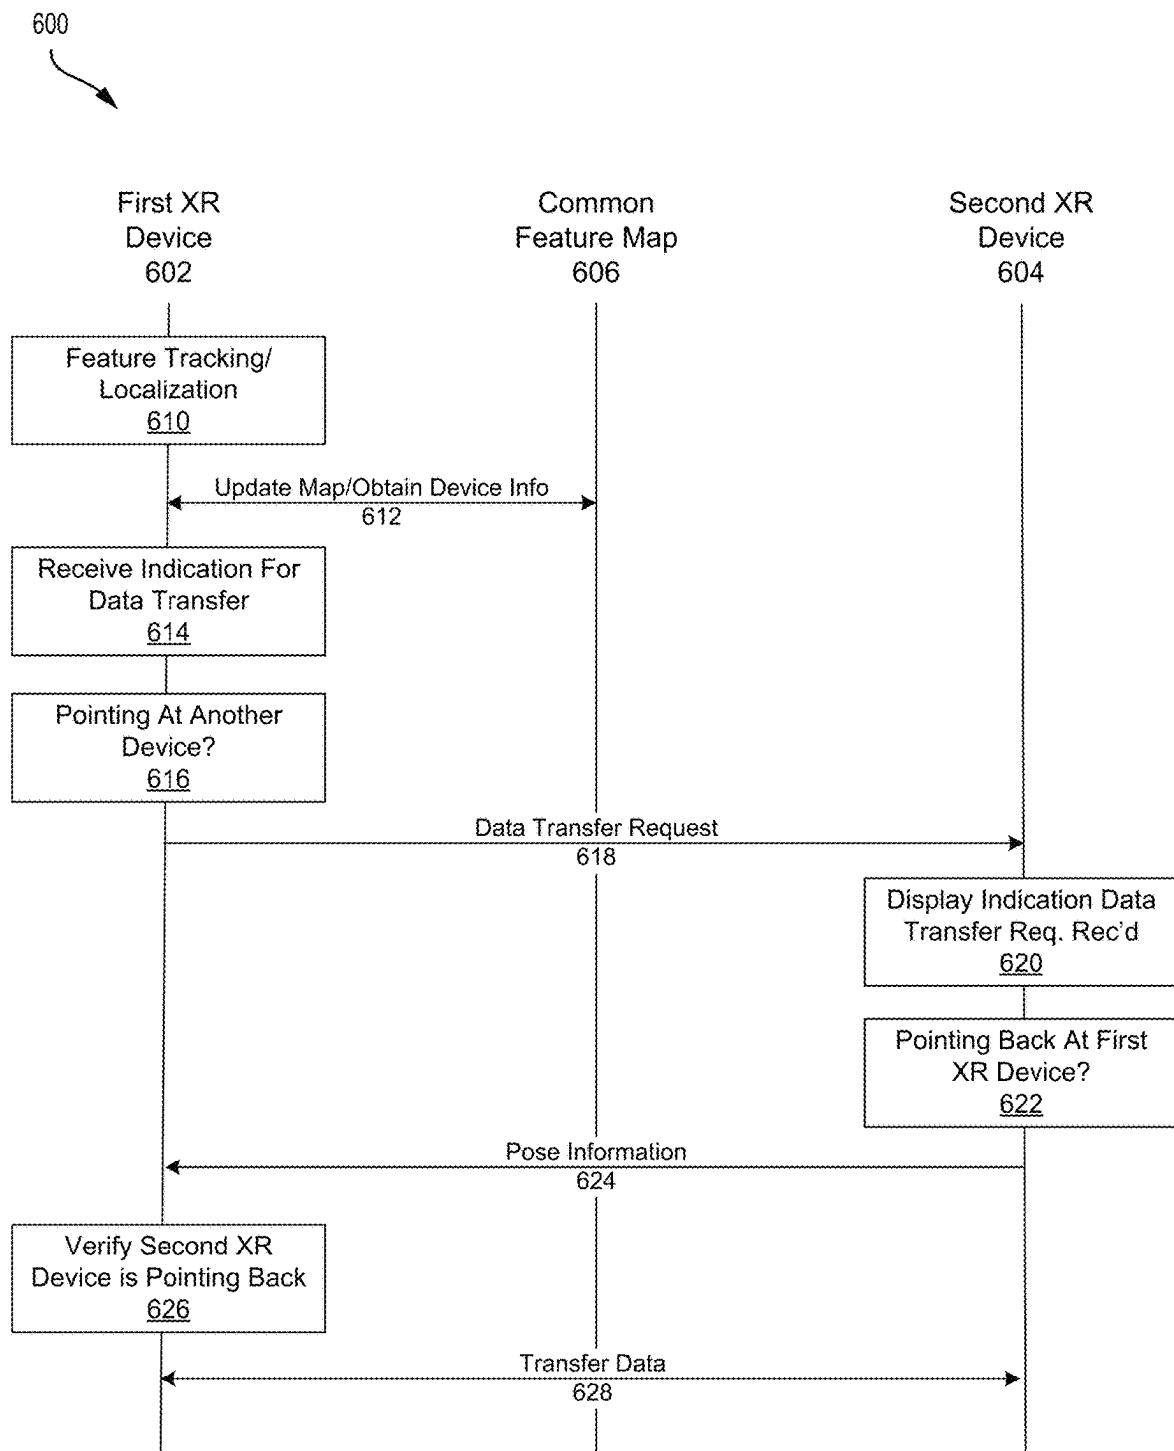 600
First XR
Device
602
Common
Feature Map
606
Second XR
Device
604
Feature Tracking/
Localization
610
Update Map/Obtain Device Info
612
Receive Indication For
Data Transfer
614
Pointing At Another
Device?
616
Data Transfer Request
618
Display Indication Data
Transfer Req. Rec'd
620
Pointing Back At First
XR Device?
622
Pose Information
624
Verify Second XR
Device is Pointing Back
626
Transfer Data
628